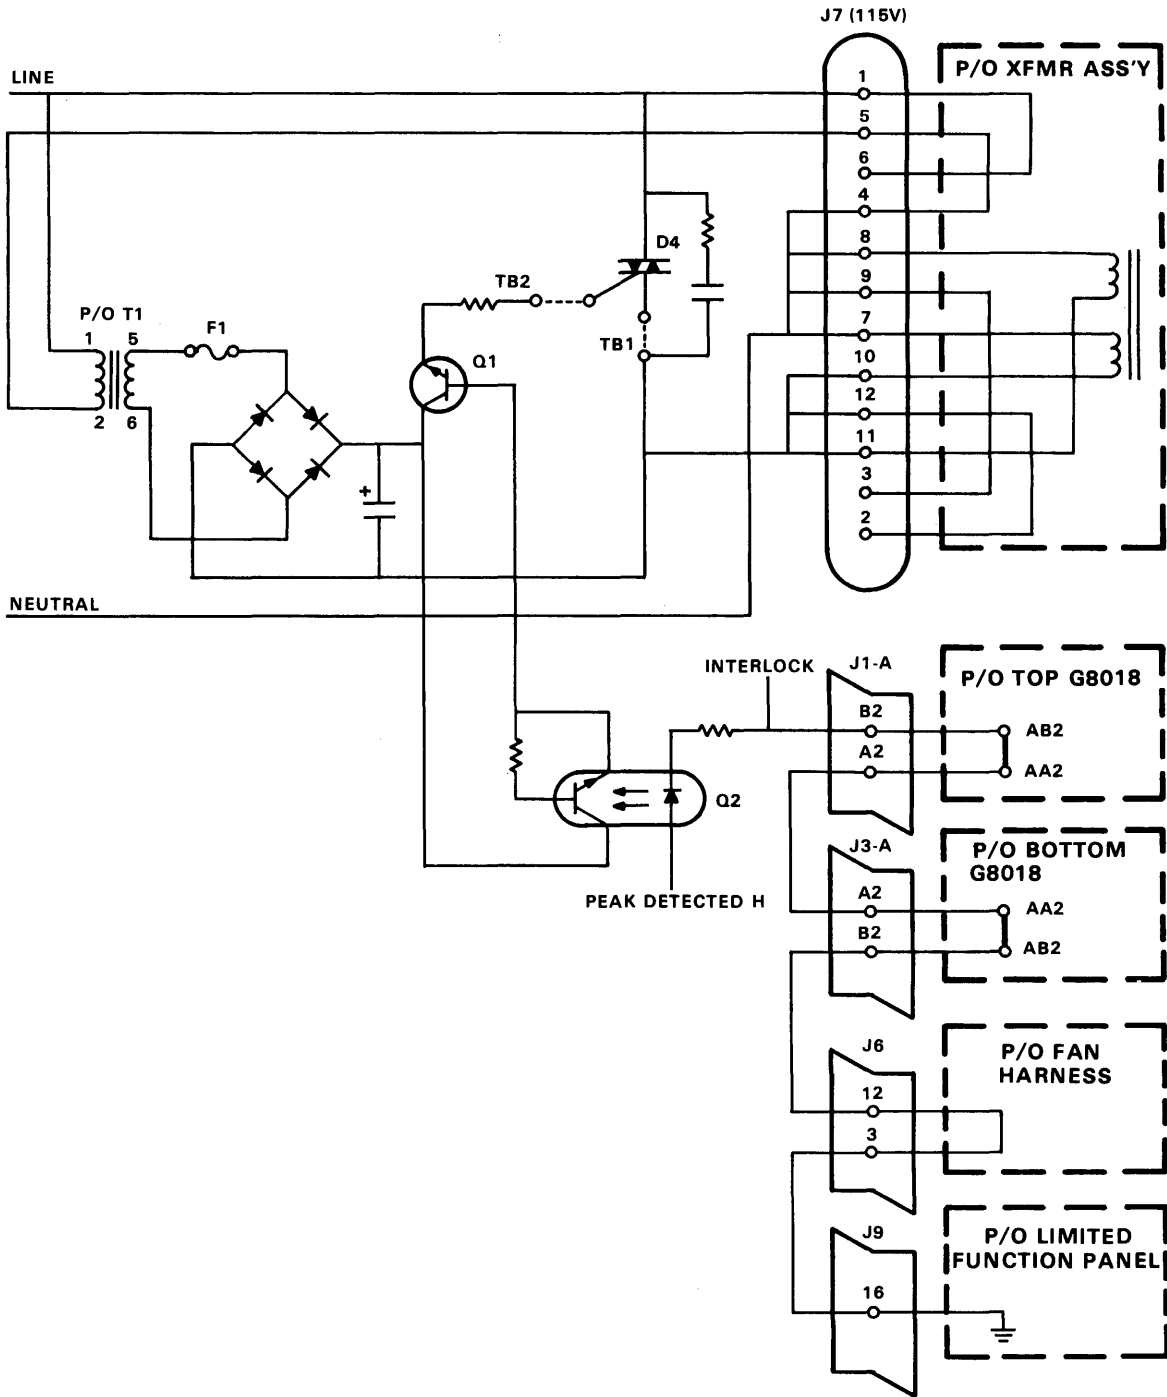 J7 (115V)
LINE
P/O XFMR ASS'Y
1
5
6
4
8
9
7
10
12
11
3
2
D4
TB2
TB1
P/O T1
1
5
2
6
F1
Q1
+
NEUTRAL
INTERLOCK
J1-A
B2
A2
P/O TOP G8018
AB2
AA2
Q2
PEAK DETECTED H
J3-A
A2
B2
P/O BOTTOM
G8018
AA2
AB2
J6
12
3
P/O FAN
HARNESS
J9
16
P/O LIMITED
FUNCTION PANEL